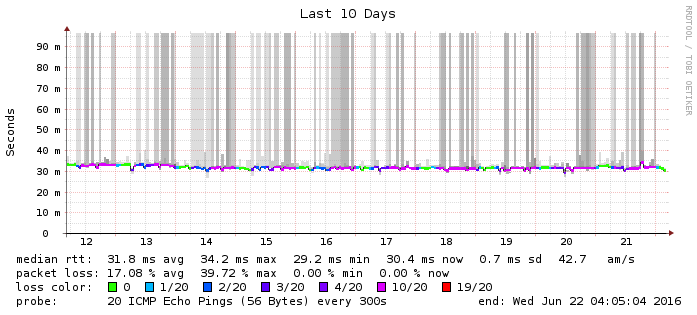 Last 10 Days
RRDTOOL / TOBI OETIKER
Seconds
90 m
80 m
70 m
60 m
50 m
40 m
30 m
20 m
10 m
0
12 13 14 15 16 17 18 19 20 21
median rtt: 31.8 ms avg 34.2 ms max 29.2 ms min 30.4 ms now 0.7 ms sd 42.7 am/s
packet loss: 17.08 % avg 39.72 % max 0.00 % min 0.00 % now
loss color: 0 1/20 2/20 3/20 4/20 10/20 19/20
probe: 20 ICMP Echo Pings (56 Bytes) every 300s end: Wed Jun 22 04:05:04 2016